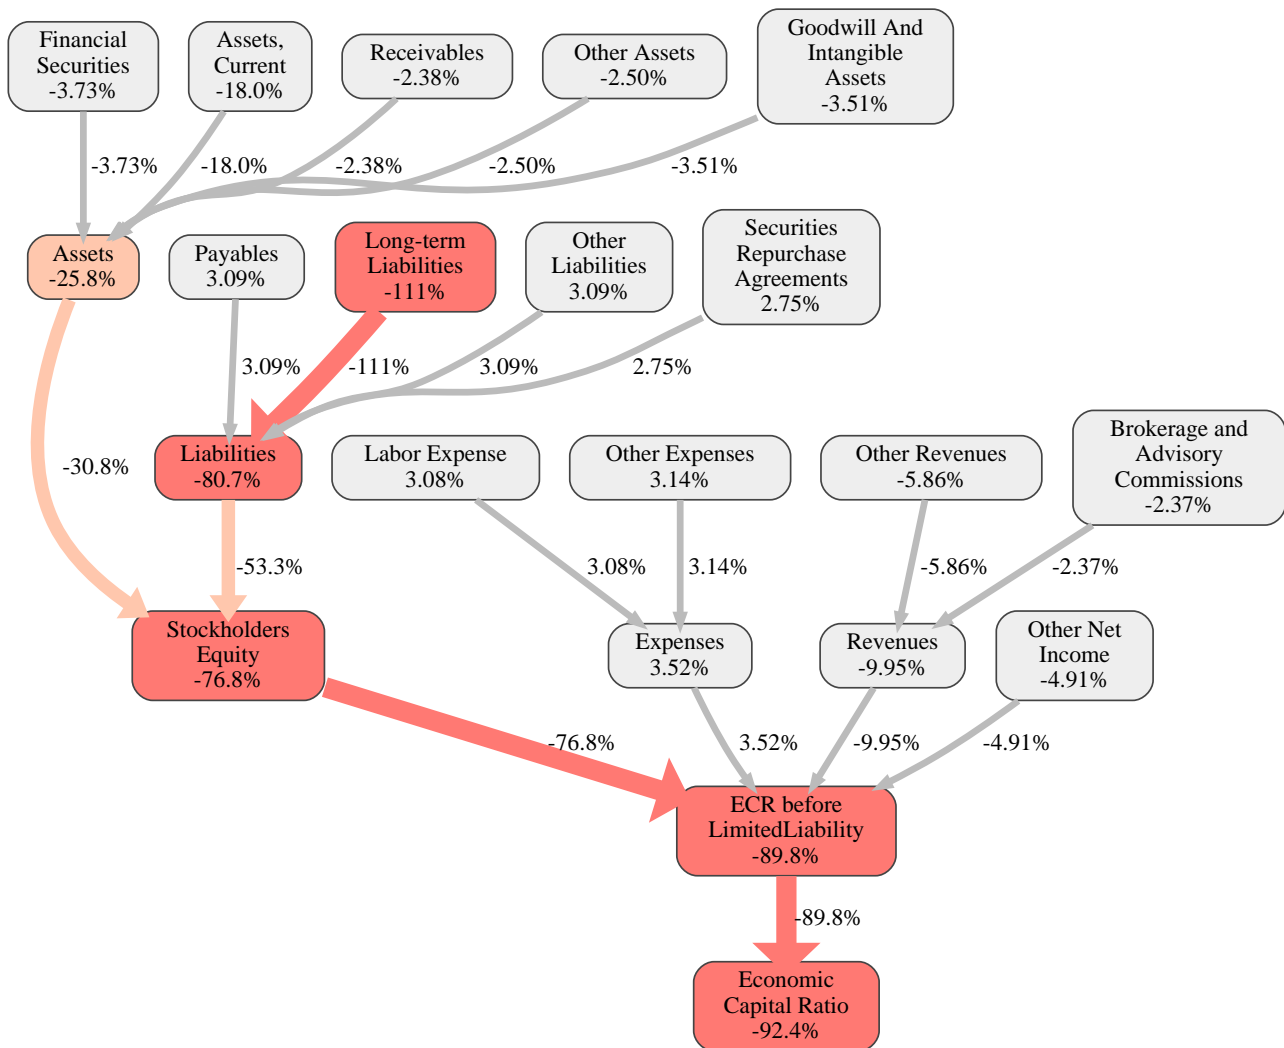 Financial
Securities
-3.73%
Assets,
Current
-18.0%
Receivables
-2.38%
Other Assets
-2.50%
Goodwill And
Intangible
Assets
-3.51%
-3.73%
-18.0%
-2.38%
-2.50%
-3.51%
Assets
-25.8%
Payables
3.09%
Long-term
Liabilities
-111%
Other
Liabilities
3.09%
Securities
Repurchase
Agreements
2.75%
3.09%
-111%
3.09%
2.75%
Liabilities
-80.7%
Labor Expense
3.08%
Other Expenses
3.14%
Other Revenues
-5.86%
Brokerage and
Advisory
Commissions
-2.37%
-30.8%
-53.3%
3.08%
3.14%
-5.86%
-2.37%
Stockholders
Equity
-76.8%
Expenses
3.52%
Revenues
-9.95%
Other Net
Income
-4.91%
-76.8%
3.52%
-9.95%
-4.91%
ECR before
LimitedLiability
-89.8%
-89.8%
Economic
Capital Ratio
-92.4%